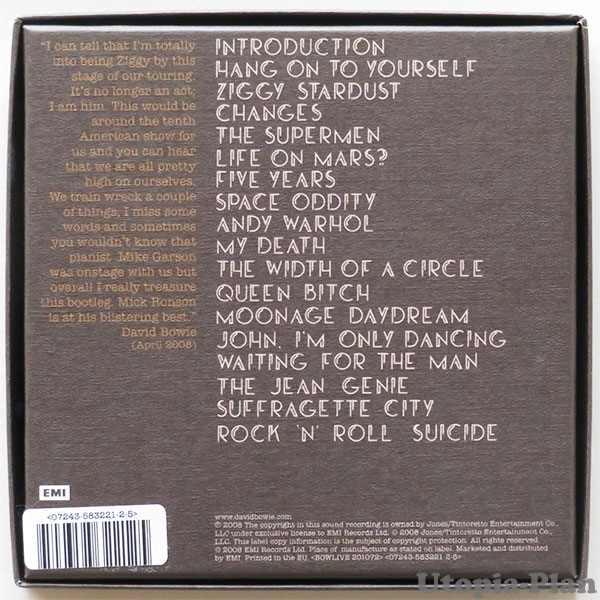 "I can tell that I'm totally
into being Ziggy by this
stage of our touring.
It's no longer an act;
I am him. This would be
around the tenth
American show for
us and you can hear
that we are all pretty
high on ourselves.
We train wreck a couple
of things, I miss some
words and sometimes
you wouldn't know that
pianist Mike Garson
was onstage with us but
overall I really treasure
this bootleg. Mick Ronson
is at his blistering best."
David Bowie
(April 2008)
INTRODUCTION
HANG ON TO YOURSELF
ZIGGY STARDUST
CHANGES
THE SUPERMEN
LIFE ON MARS?
FIVE YEARS
SPACE ODDITY
ANDY WARHOL
MY DEATH
THE WIDTH OF A CIRCLE
QUEEN BITCH
MOONAGE DAYDREAM
JOHN, I'M ONLY DANCING
WAITING FOR THE MAN
THE JEAN GENIE
SUFFRAGETTE CITY
ROCK 'N' ROLL SUICIDE
EMI
<07243-583221-2-5>
www.davidbowie.com
℗ 2008 The copyright in this sound recording is owned by Jones/Tintoretto Entertainment Co.,
LLC under exclusive license to EMI Records Ltd. © 2008 Jones/Tintoretto Entertainment Co.,
LLC. This label copy information is the subject of copyright protection. All rights reserved.
© 2008 EMI Records Ltd. Place of manufacture as stated on label. Marketed and distributed
by EMI. Printed in the EU. <BOWLIVE 201072> <07243-583221-2-5>
Utopia-Plan